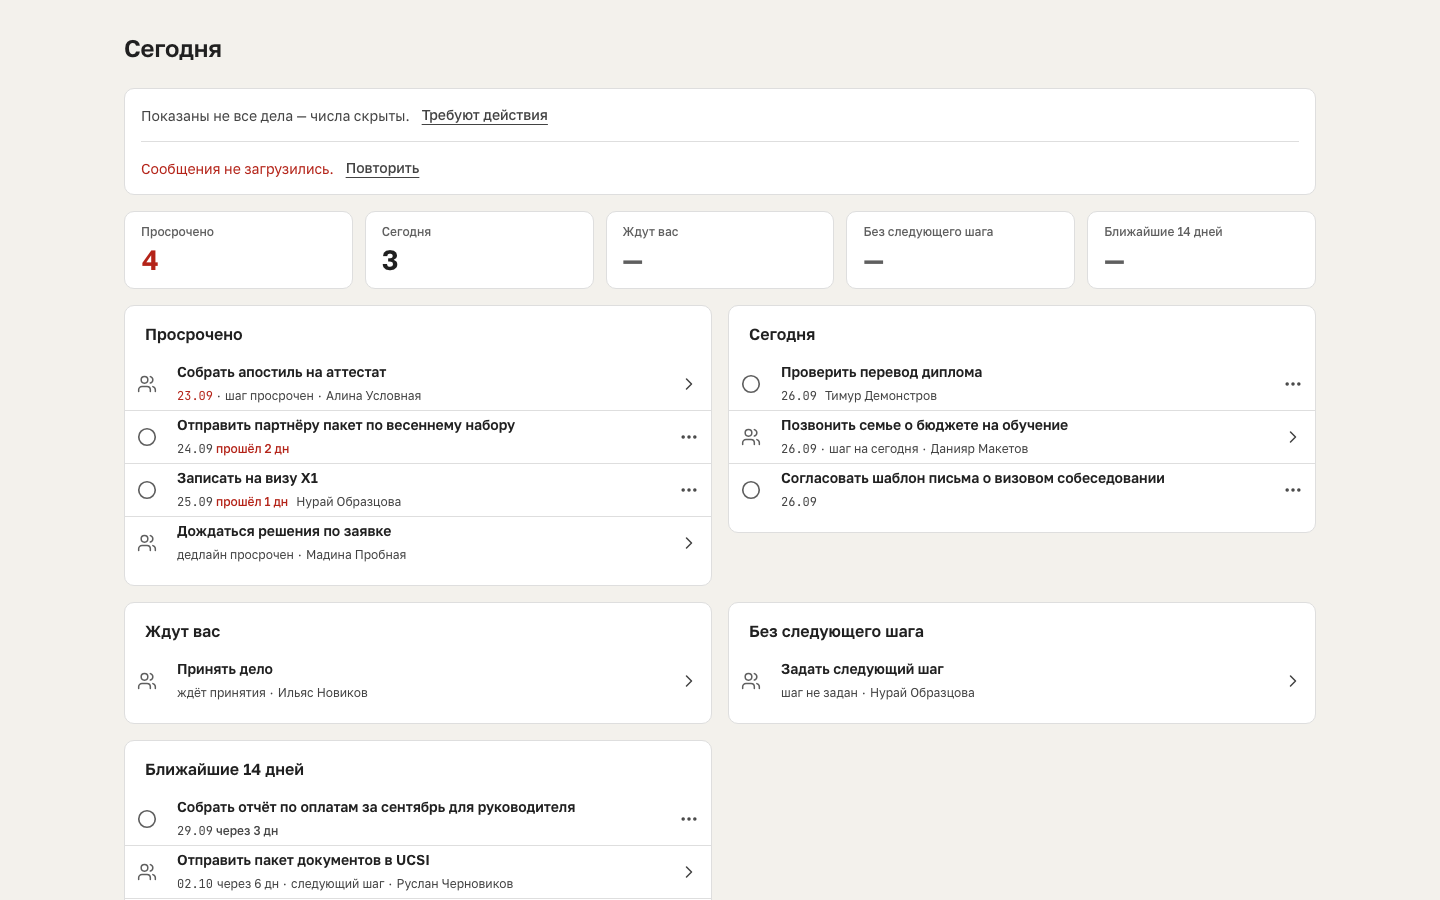 Сегодня
Показаны не все дела — числа скрыты. Требуют действия
Сообщения не загрузились. Повторить
Просрочено
4
Сегодня
3
Ждут вас
—
Без следующего шага
—
Ближайшие 14 дней
—
Просрочено
Собрать апостиль на аттестат
23.09 · шаг просрочен · Алина Условная
Отправить партнёру пакет по весеннему набору
24.09 прошёл 2 дн
Записать на визу X1
25.09 прошёл 1 дн Нурай Образцова
Дождаться решения по заявке
дедлайн просрочен · Мадина Пробная
Сегодня
Проверить перевод диплома
26.09 Тимур Демонстров
Позвонить семье о бюджете на обучение
26.09 · шаг на сегодня · Данияр Макетов
Согласовать шаблон письма о визовом собеседовании
26.09
Ждут вас
Принять дело
ждёт принятия · Ильяс Новиков
Без следующего шага
Задать следующий шаг
шаг не задан · Нурай Образцова
Ближайшие 14 дней
Собрать отчёт по оплатам за сентябрь для руководителя
29.09 через 3 дн
Отправить пакет документов в UCSI
02.10 через 6 дн · следующий шаг · Руслан Черновиков